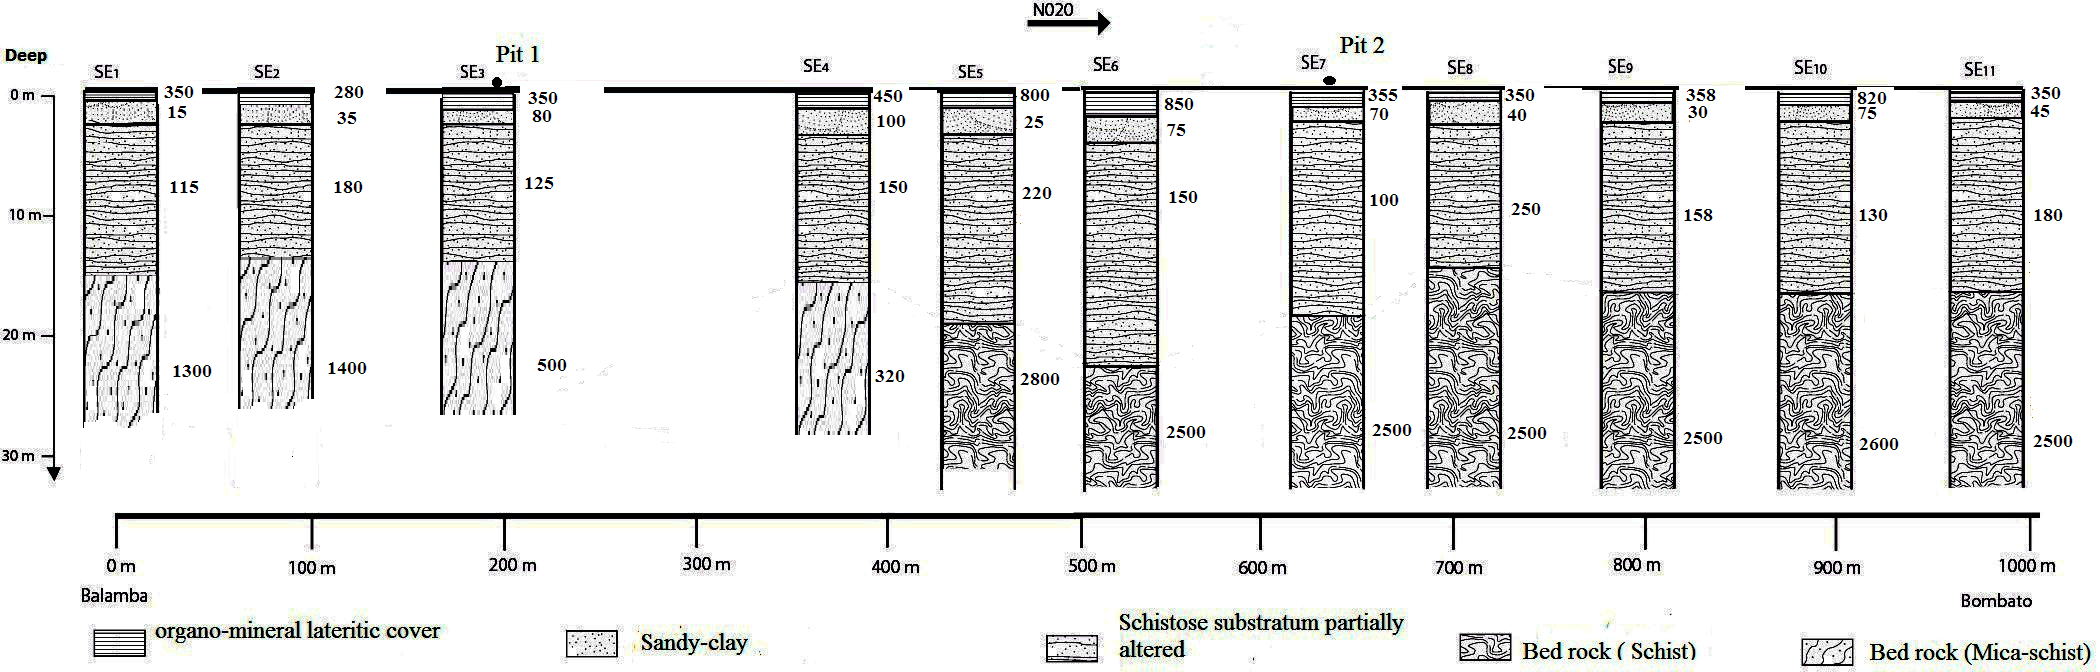 N020
Deep
Pit 1
Pit 2
SE1 SE2 SE3 SE4 SE5 SE6 SE7 SE8 SE9 SE10 SE11
0 m
350 280 350 450 800 850 355 350 358 820 350
15 35 80 100 25 75 70 40 30 75 45
115 180 125 150 220 150 100 250 158 130 180
10 m
20 m
1300 1400 500 320 2800 2500 2500 2500 2500 2600 2500
30 m
0 m 100 m 200 m 300 m 400 m 500 m 600 m 700 m 800 m 900 m 1000 m
Balamba
Bombato
organo-mineral lateritic cover
Sandy-clay
Schistose substratum partially
altered
Bed rock ( Schist)
Bed rock (Mica-schist)